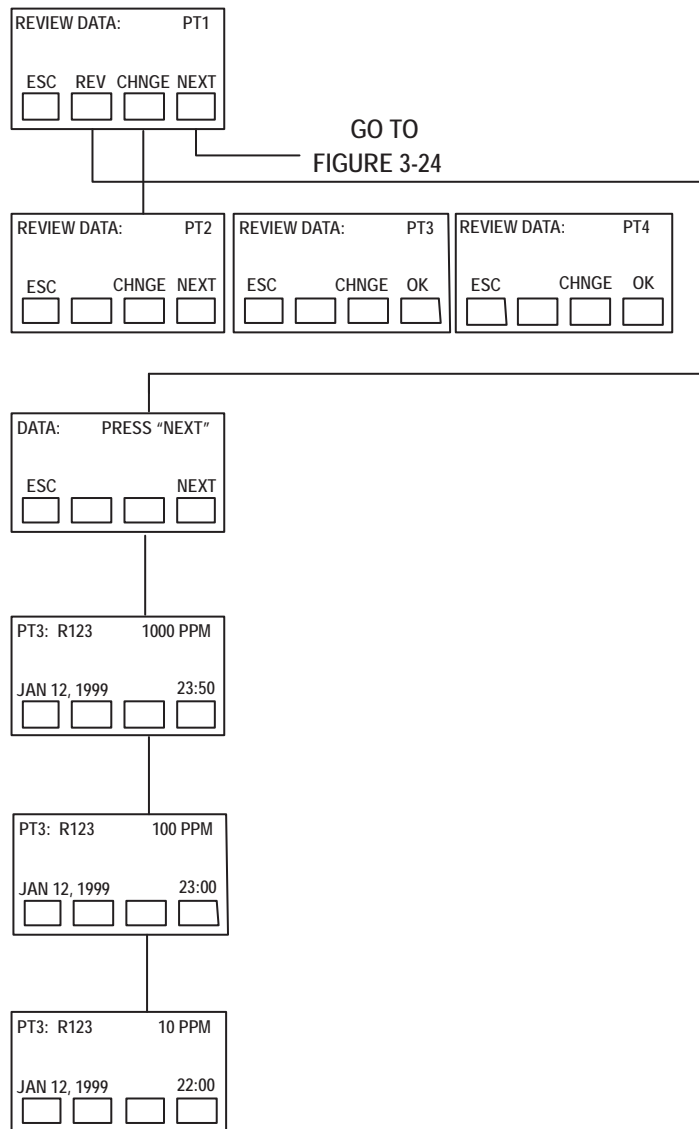 REVIEW DATA: PT1
ESC REV CHNGE NEXT
GO TO
FIGURE 3-24
REVIEW DATA: PT2
ESC CHNGE NEXT
REVIEW DATA: PT3
ESC CHNGE OK
REVIEW DATA: PT4
ESC CHNGE OK
DATA: PRESS “NEXT”
ESC NEXT
PT3: R123 1000 PPM
JAN 12, 1999 23:50
PT3: R123 100 PPM
JAN 12, 1999 23:00
PT3: R123 10 PPM
JAN 12, 1999 22:00